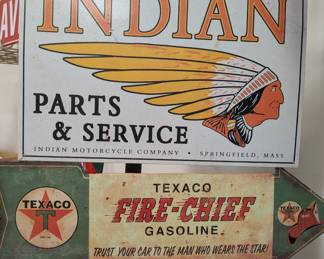 AV
INDIAN
PARTS
& SERVICE
INDIAN MOTORCYCLE COMPANY • SPRINGFIELD, MASS
TEXACO
FIRE-CHIEF
GASOLINE
TRUST YOUR CAR TO THE MAN WHO WEARS THE STAR!
TEXACO
T